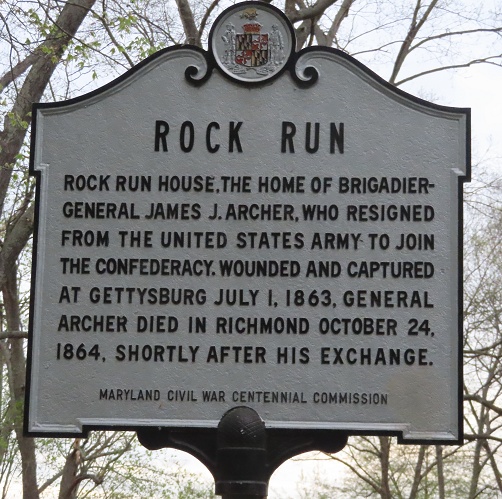 ROCK RUN
ROCK RUN HOUSE, THE HOME OF BRIGADIER-
GENERAL JAMES J. ARCHER, WHO RESIGNED
FROM THE UNITED STATES ARMY TO JOIN
THE CONFEDERACY. WOUNDED AND CAPTURED
AT GETTYSBURG JULY 1, 1863, GENERAL
ARCHER DIED IN RICHMOND OCTOBER 24,
1864, SHORTLY AFTER HIS EXCHANGE.
MARYLAND CIVIL WAR CENTENNIAL COMMISSION